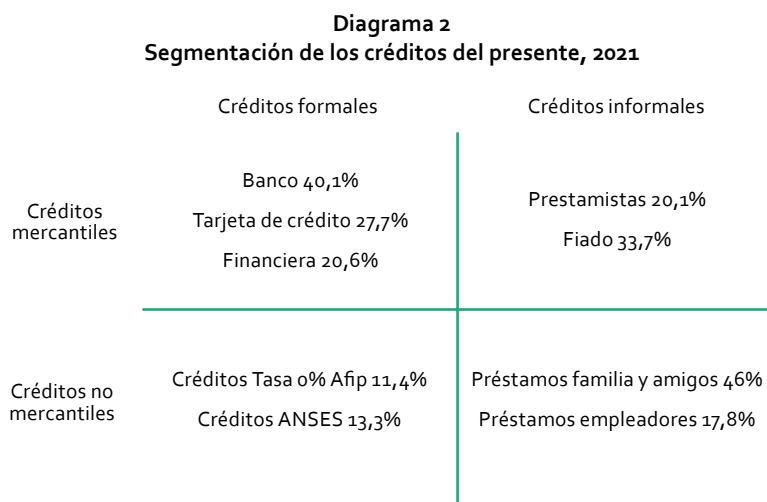 Diagrama 2
Segmentación de los créditos del presente, 2021
Créditos formales
Créditos informales
Créditos
mercantiles
Banco 40,1%
Tarjeta de crédito 27,7%
Financiera 20,6%
Prestamistas 20,1%
Fiado 33,7%
Créditos no
mercantiles
Créditos Tasa 0% Afip 11,4%
Créditos ANSES 13,3%
Préstamos familia y amigos 46%
Préstamos empleadores 17,8%